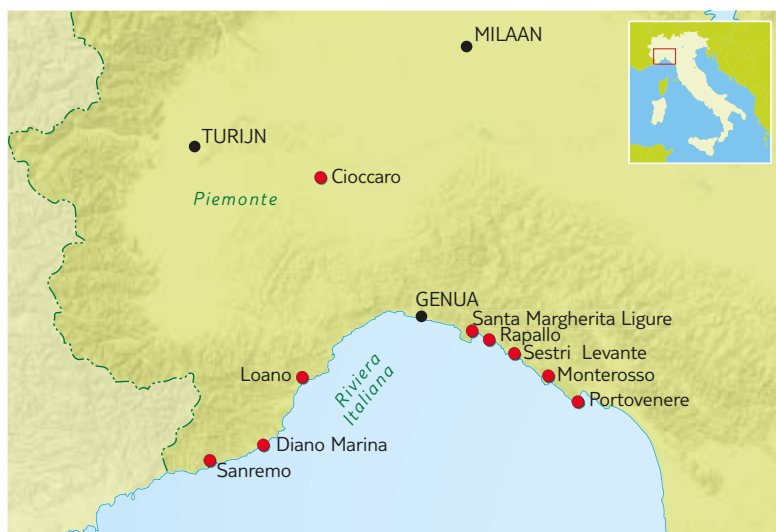 MILAAN
TURIJN
Cioccaro
Piemonte
GENUA
Santa Margherita Ligure
Rapallo
Sestri Levante
Loano
Riviera
Italiana
Monterosso
Portovenere
Diano Marina
Sanremo